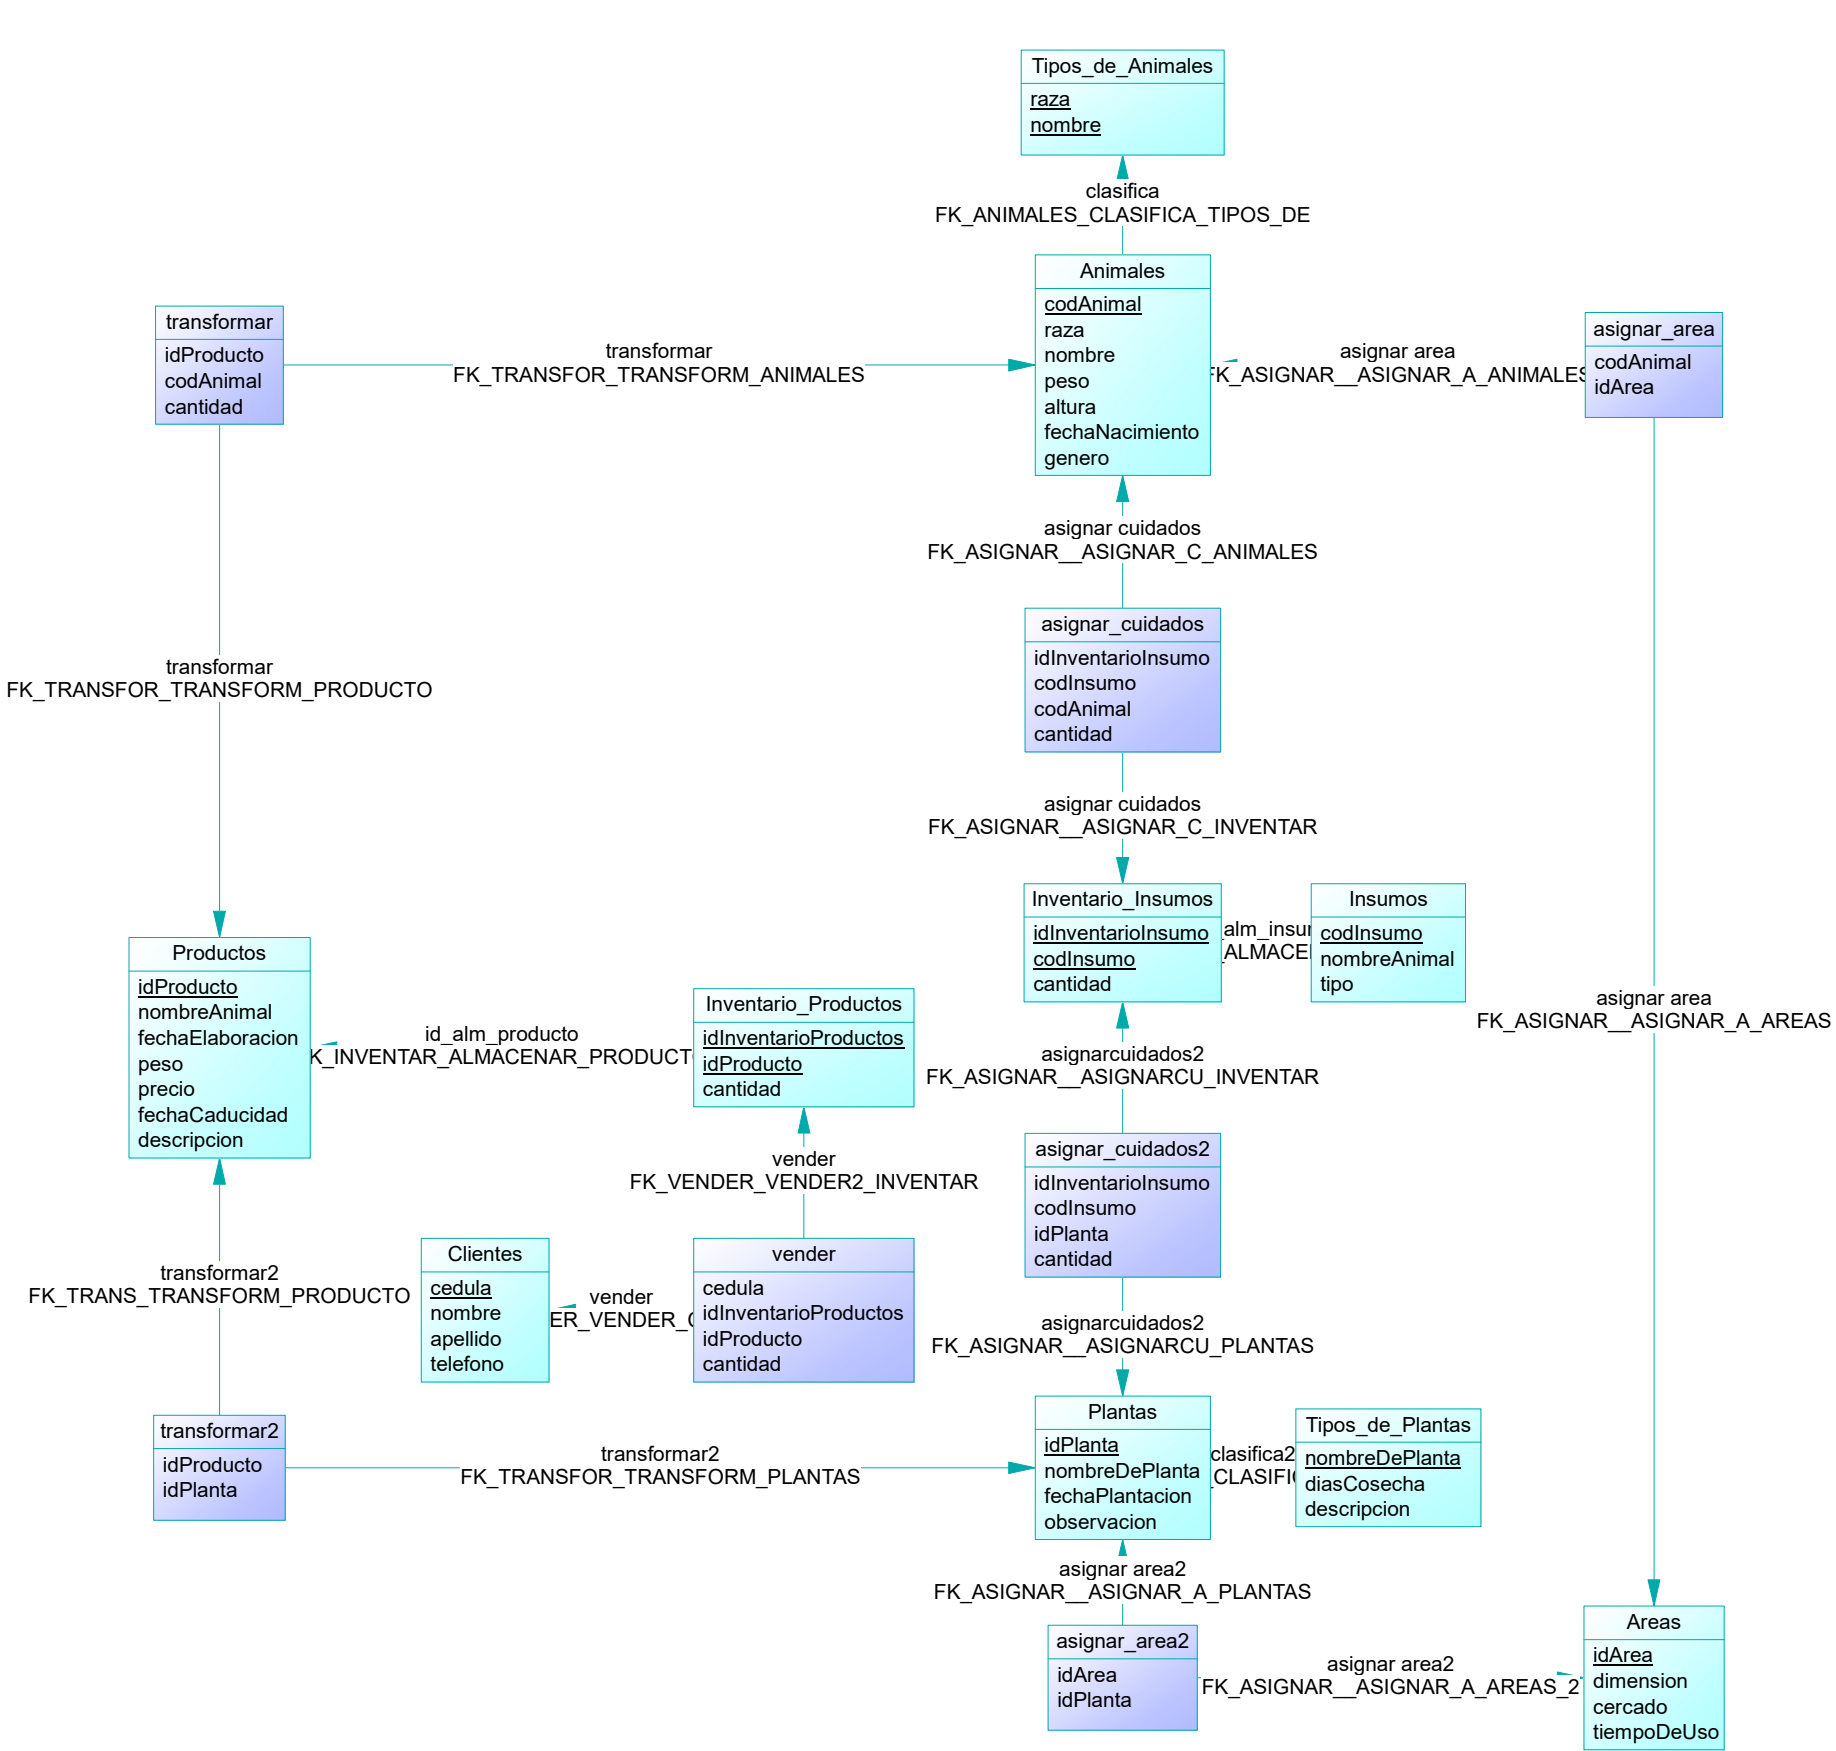 Tipos_de_Animales
raza
nombre
clasifica
FK_ANIMALES_CLASIFICA_TIPOS_DE
Animales
codAnimal
raza
nombre
peso
altura
fechaNacimiento
genero
transformar
idProducto
codAnimal
cantidad
transformar
FK_TRANSFOR_TRANSFORM_ANIMALES
asignar area
FK_ASIGNAR__ASIGNAR_A_ANIMALES
asignar_area
codAnimal
idArea
asignar cuidados
FK_ASIGNAR__ASIGNAR_C_ANIMALES
asignar_cuidados
idInventarioInsumo
codInsumo
codAnimal
cantidad
transformar
FK_TRANSFOR_TRANSFORM_PRODUCTO
asignar cuidados
FK_ASIGNAR__ASIGNAR_C_INVENTAR
Inventario_Insumos
idInventarioInsumo
codInsumo
cantidad
_alm_insu
_ALMACE
Insumos
codInsumo
nombreAnimal
tipo
Productos
idProducto
nombreAnimal
fechaElaboracion
peso
precio
fechaCaducidad
descripcion
id_alm_producto
K_INVENTAR_ALMACENAR_PRODUCT
Inventario_Productos
idInventarioProductos
idProducto
cantidad
asignar area
FK_ASIGNAR__ASIGNAR_A_AREAS
asignarcuidados2
FK_ASIGNAR__ASIGNARCU_INVENTAR
asignar_cuidados2
idInventarioInsumo
codInsumo
idPlanta
cantidad
vender
FK_VENDER_VENDER2_INVENTAR
Clientes
cedula
nombre
apellido
telefono
vender
ER_VENDER_
vender
cedula
idInventarioProductos
idProducto
cantidad
transformar2
FK_TRANS_TRANSFORM_PRODUCTO
asignarcuidados2
FK_ASIGNAR__ASIGNARCU_PLANTAS
transformar2
idProducto
idPlanta
transformar2
FK_TRANSFOR_TRANSFORM_PLANTAS
Plantas
idPlanta
nombreDePlanta
fechaPlantacion
observacion
clasifica2
_CLASIFI
Tipos_de_Plantas
nombreDePlanta
diasCosecha
descripcion
asignar area2
FK_ASIGNAR__ASIGNAR_A_PLANTAS
asignar_area2
idArea
idPlanta
asignar area2
FK_ASIGNAR__ASIGNAR_A_AREAS_2
Areas
idArea
dimension
cercado
tiempoDeUso